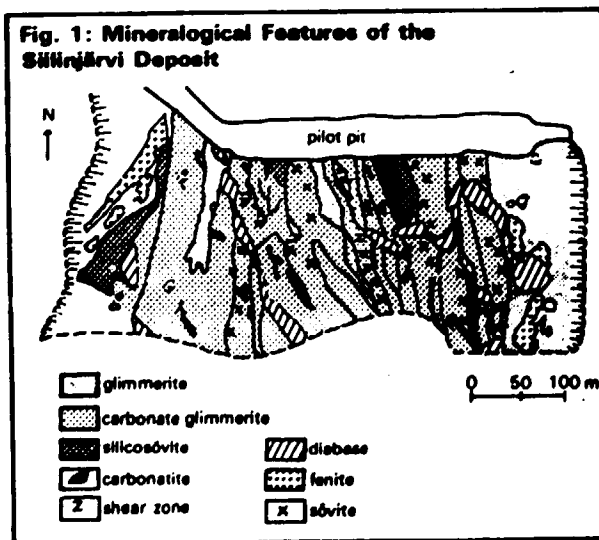 Fig. 1: Mineralogical Features of the
Siilinjärvi Deposit
N
pilot pit
glimmerite
carbonate glimmerite
silicosövite
carbonatite
shear zone
diabase
fenite
sövite
0 50 100 m